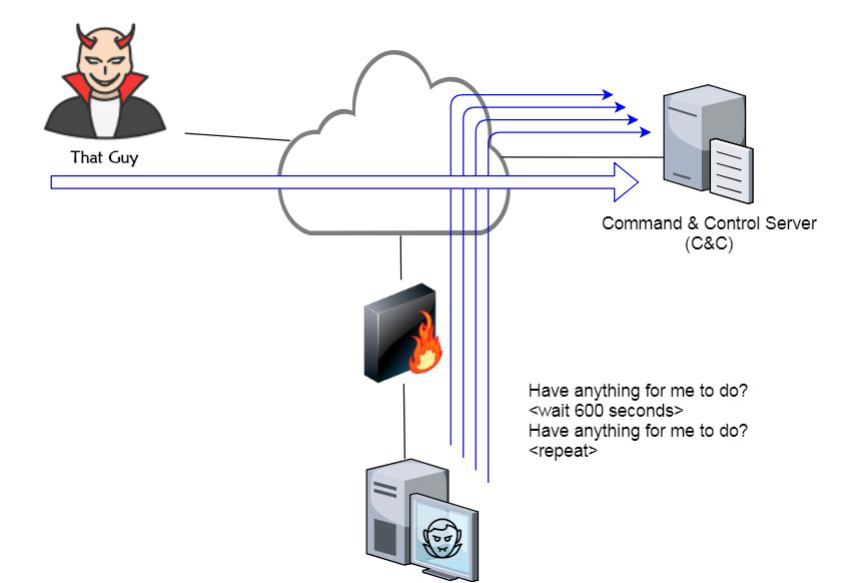 That Guy
Command & Control Server
(C&C)
Have anything for me to do?
<wait 600 seconds>
Have anything for me to do?
<repeat>